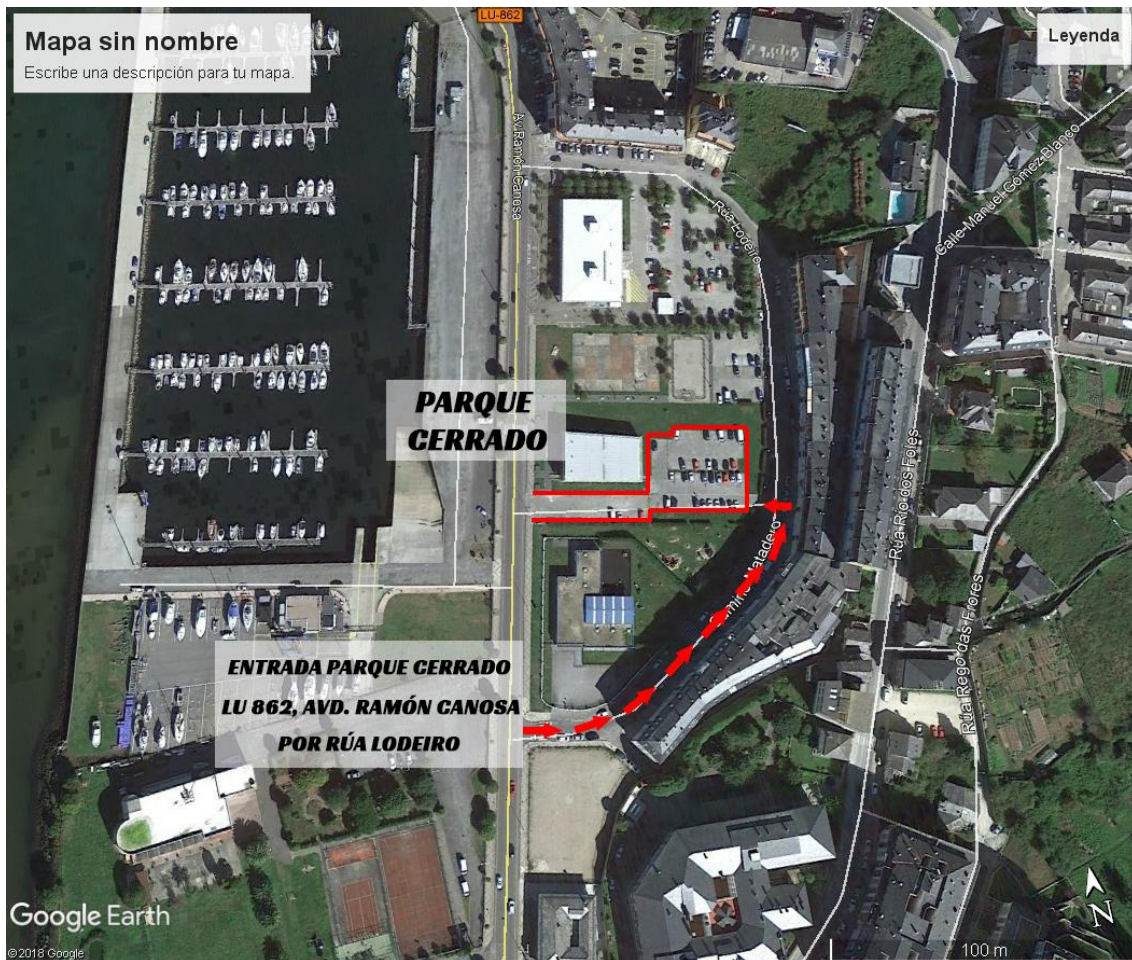 LU-862
Mapa sin nombre
Escribe una descripción para tu mapa.
Leyenda
Av. Ramón Canosa
Rúa Lodeiro
Calle Manuel Gómez Blanco
PARQUE
CERRADO
Rúa Río dos Foles
Matadero
Rúa Rego das Flores
ENTRADA PARQUE CERRADO
LU 862, AVD. RAMÓN CANOSA
POR RÚA LODEIRO
Google Earth
N
©2018 Google
100 m